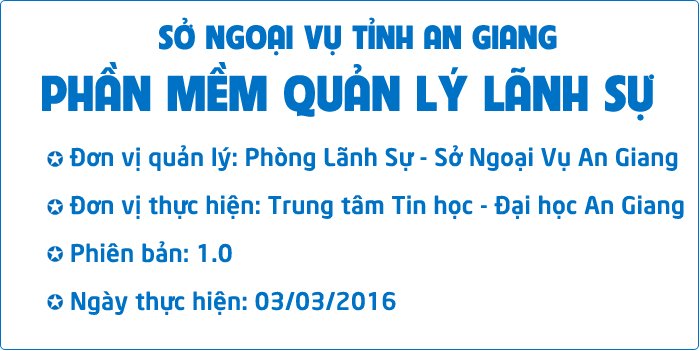 SỞ NGOẠI VỤ TỈNH AN GIANG
PHẦN MỀM QUẢN LÝ LÃNH SỰ
Đơn vị quản lý: Phòng Lãnh Sự - Sở Ngoại Vụ An Giang
Đơn vị thực hiện: Trung tâm Tin học - Đại học An Giang
Phiên bản: 1.0
Ngày thực hiện: 03/03/2016